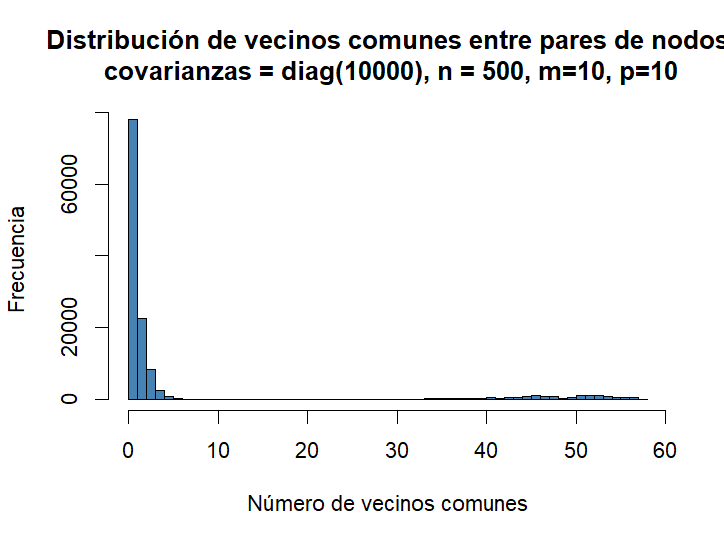 Distribución de vecinos comunes entre pares de nodos
covarianzas = diag(10000), n = 500, m=10, p=10
Frecuencia
60000
20000
0
0 10 20 30 40 50 60
Número de vecinos comunes